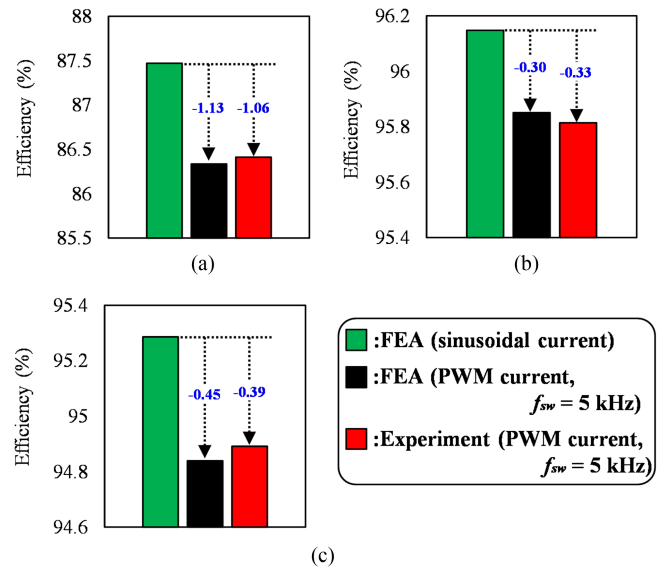 88
87.5
87
86.5
86
85.5
Efficiency (%)
-1.13
-1.06
(a)
96.2
96
95.8
95.6
95.4
Efficiency (%)
-0.30
-0.33
(b)
95.4
95.2
95
94.8
94.6
Efficiency (%)
-0.45
-0.39
:FEA (sinusoidal current)
:FEA (PWM current,
fsw = 5 kHz)
:Experiment (PWM current,
fsw = 5 kHz)
(c)